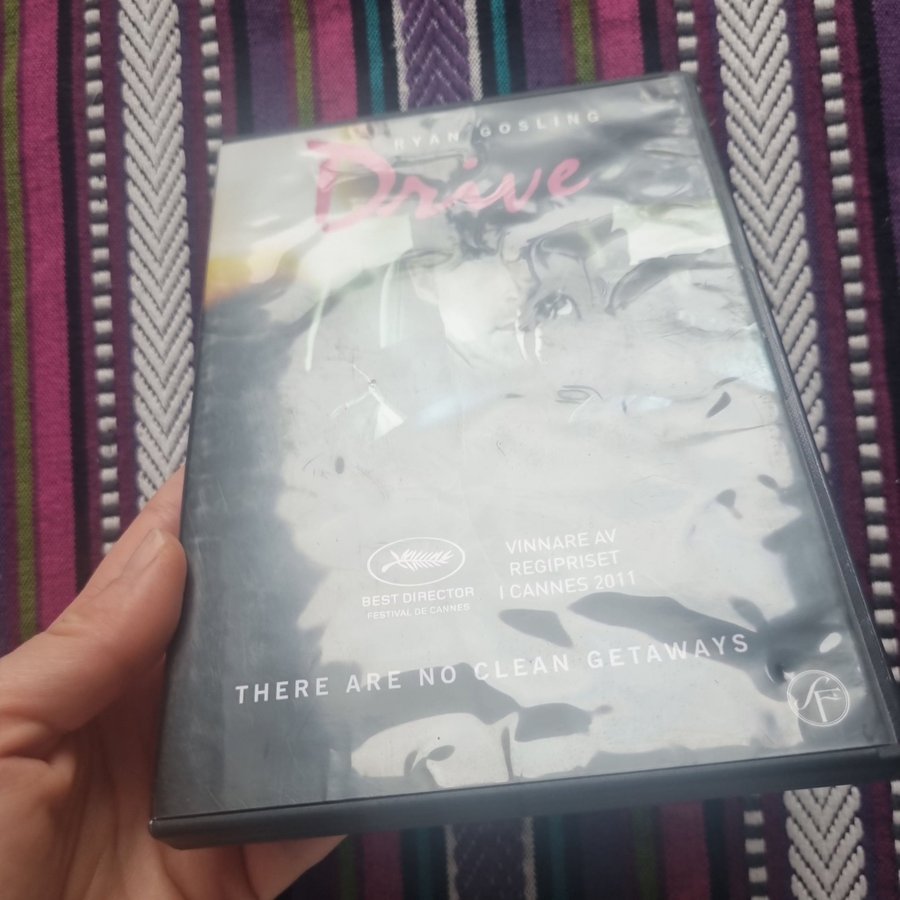 RYAN GOSLING
Drive
BEST DIRECTOR
FESTIVAL DE CANNES
VINNARE AV
REGIPRISET
I CANNES 2011
THERE ARE NO CLEAN GETAWAYS
SF